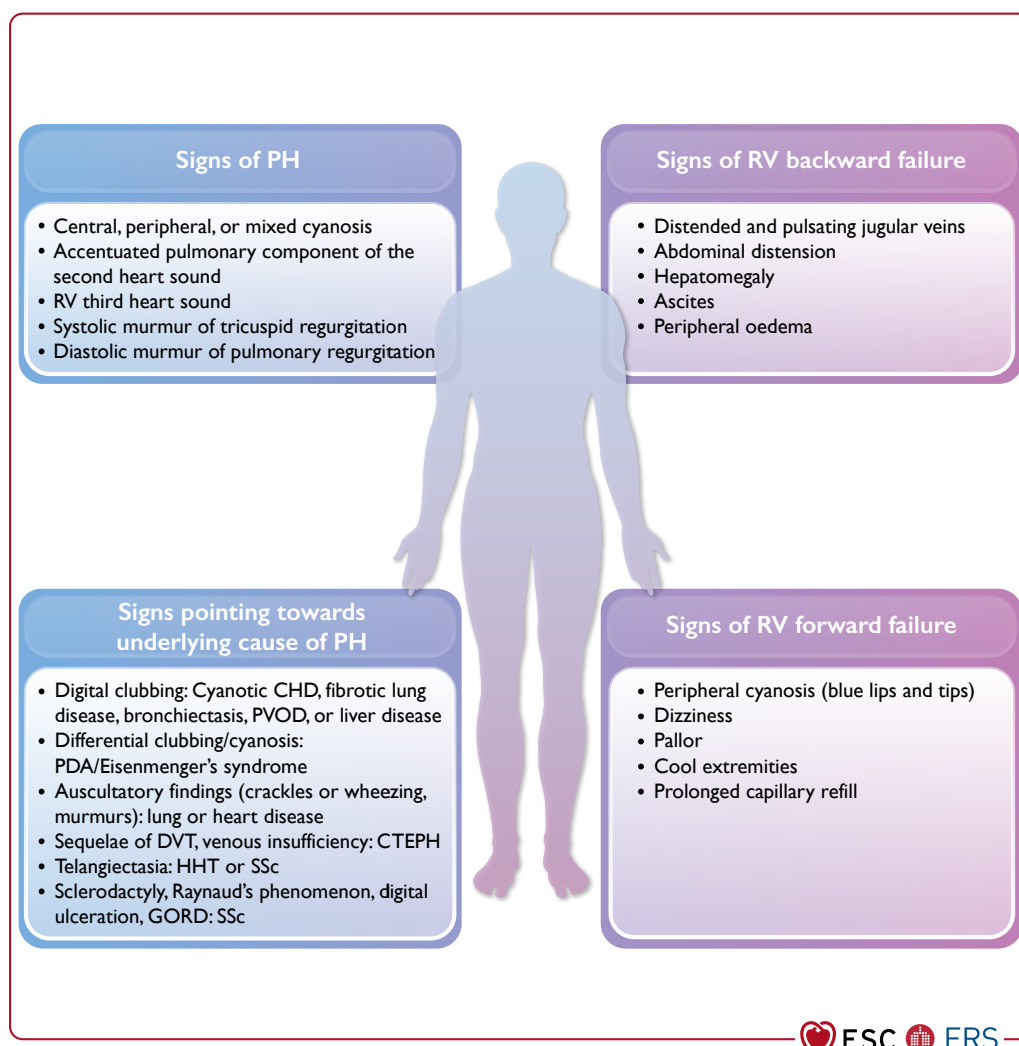 Signs of PH
• Central, peripheral, or mixed cyanosis
• Accentuated pulmonary component of the
second heart sound
• RV third heart sound
• Systolic murmur of tricuspid regurgitation
• Diastolic murmur of pulmonary regurgitation
Signs of RV backward failure
• Distended and pulsating jugular veins
• Abdominal distension
• Hepatomegaly
• Ascites
• Peripheral oedema
Signs pointing towards
underlying cause of PH
• Digital clubbing: Cyanotic CHD, fibrotic lung
disease, bronchiectasis, PVOD, or liver disease
• Differential clubbing/cyanosis:
PDA/Eisenmenger's syndrome
• Auscultatory findings (crackles or wheezing,
murmurs): lung or heart disease
• Sequelae of DVT, venous insufficiency: CTEPH
• Telangiectasia: HHT or SSc
• Sclerodactyly, Raynaud's phenomenon, digital
ulceration, GORD: SSc
Signs of RV forward failure
• Peripheral cyanosis (blue lips and tips)
• Dizziness
• Pallor
• Cool extremities
• Prolonged capillary refill
ESC ERS